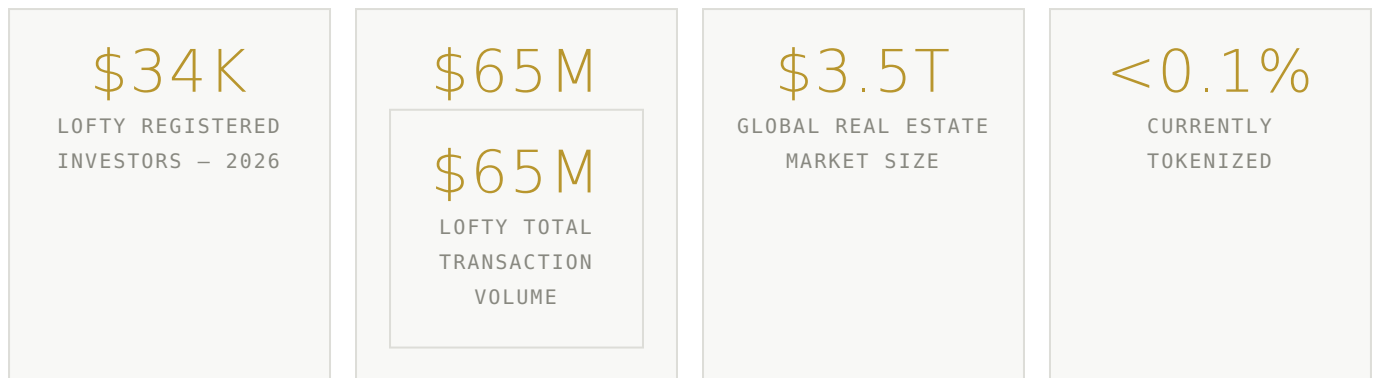 $34K
LOFTY REGISTERED
INVESTORS — 2026
$65M
$65M
LOFTY TOTAL
TRANSACTION
VOLUME
$3.5T
GLOBAL REAL ESTATE
MARKET SIZE
<0.1%
CURRENTLY
TOKENIZED